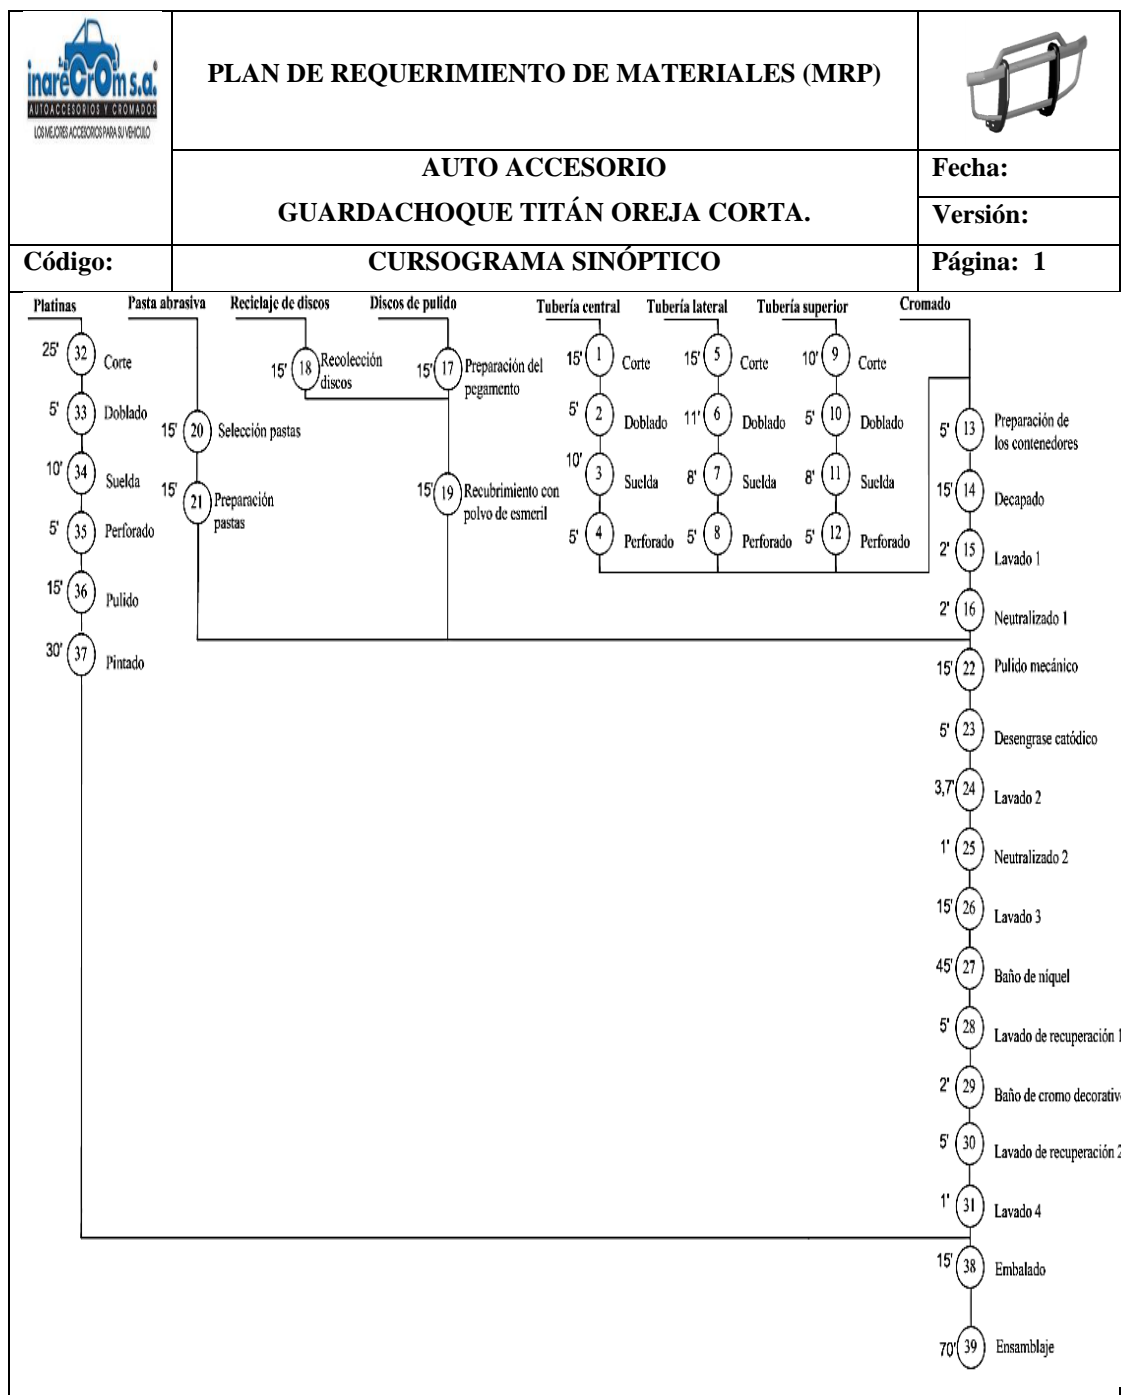 inarecrom s.a.
AUTOACCESORIOS Y CROMADOS
LOS MEJORES ACCESORIOS PARA SU VEHICULO
PLAN DE REQUERIMIENTO DE MATERIALES (MRP)
AUTO ACCESORIO
GUARDACHOQUE TITÁN OREJA CORTA.
Fecha:
Versión:
Código:
CURSOGRAMA SINÓPTICO
Página: 1
Platinas
25' 32 Corte
5' 33 Doblado
10' 34 Suelda
5' 35 Perforado
15' 36 Pulido
30' 37 Pintado
Pasta abrasiva
15' 20 Selección pastas
15' 21 Preparación
pastas
Reciclaje de discos
15' 18 Recolección
discos
Discos de pulido
15' 17 Preparación del
pegamento
15' 19 Recubrimiento con
polvo de esmeril
Tubería central
15' 1 Corte
5' 2 Doblado
10' 3 Suelda
5' 4 Perforado
Tubería lateral
15' 5 Corte
11' 6 Doblado
8' 7 Suelda
5' 8 Perforado
Tubería superior
10' 9 Corte
5' 10 Doblado
8' 11 Suelda
5' 12 Perforado
Cromado
5' 13 Preparación de
los contenedores
15' 14 Decapado
2' 15 Lavado 1
2' 16 Neutralizado 1
15' 22 Pulido mecánico
5' 23 Desengrase catódico
3,7' 24 Lavado 2
1' 25 Neutralizado 2
15' 26 Lavado 3
45' 27 Baño de níquel
5' 28 Lavado de recuperación 1
2' 29 Baño de cromo decorativo
5' 30 Lavado de recuperación 2
1' 31 Lavado 4
15' 38 Embalado
70' 39 Ensamblaje